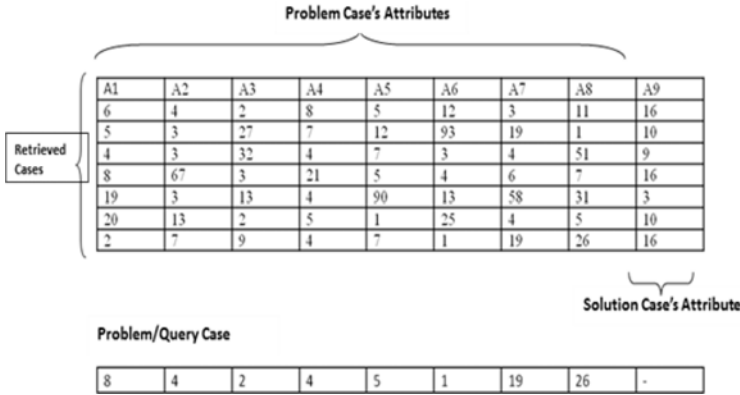 Problem Case's Attributes
A1 A2 A3 A4 A5 A6 A7 A8 A9
6 4 2 8 5 12 3 11 16
5 3 27 7 12 93 19 1 10
Retrieved Cases
4 3 32 4 7 3 4 51 9
8 67 3 21 5 4 6 7 16
19 3 13 4 90 13 58 31 3
20 13 2 5 1 25 4 5 10
2 7 9 4 7 1 19 26 16
Solution Case's Attribute
Problem/Query Case
8 4 2 4 5 1 19 26 -